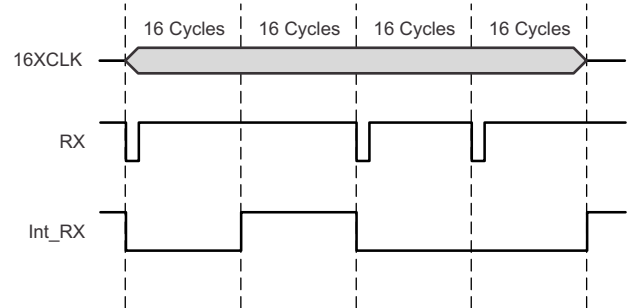 16 Cycles 16 Cycles 16 Cycles 16 Cycles
16XCLK
RX
Int_RX